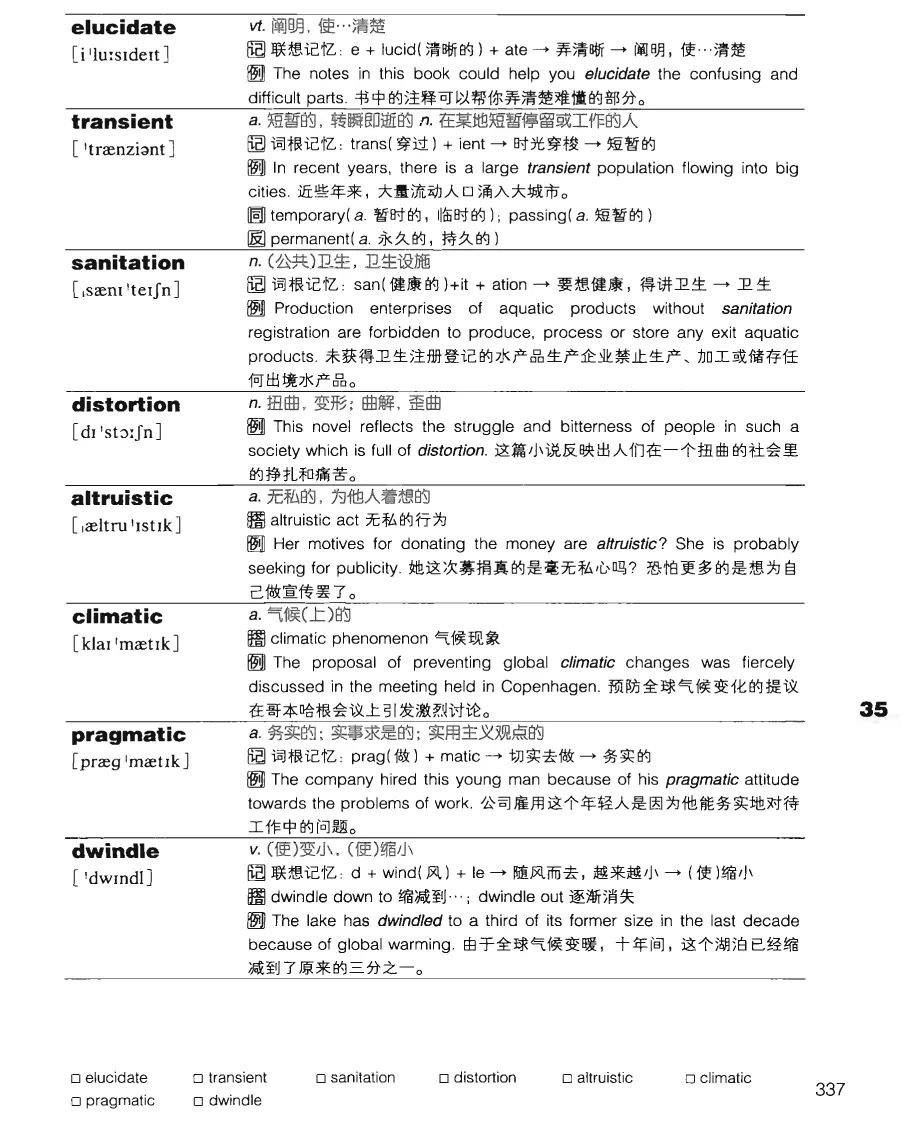 elucidate vt. 阐明，使…清楚
[iˈluːsɪdeɪt] 记 联想记忆：e + lucid(清晰的) + ate → 弄清晰 → 阐明，使…清楚
例 The notes in this book could help you elucidate the confusing and
difficult parts. 书中的注释可以帮你弄清楚难懂的部分。
transient a. 短暂的，转瞬即逝的 n. 在某地短暂停留或工作的人
[ˈtrænziənt] 记 词根记忆：trans(穿过) + ient → 时光穿梭 → 短暂的
例 In recent years, there is a large transient population flowing into big
cities. 近些年来，大量流动人口涌入大城市。
同 temporary(a. 暂时的，临时的)；passing(a. 短暂的)
反 permanent(a. 永久的，持久的)
sanitation n. (公共)卫生，卫生设施
[ˌsænɪˈteɪʃn] 记 词根记忆：san(健康的)+it + ation → 要想健康，得讲卫生 → 卫生
例 Production enterprises of aquatic products without sanitation
registration are forbidden to produce, process or store any exit aquatic
products. 未获得卫生注册登记的水产品生产企业禁止生产、加工或储存任
何出境水产品。
distortion n. 扭曲，变形；曲解，歪曲
[dɪˈstɔːʃn] 例 This novel reflects the struggle and bitterness of people in such a
society which is full of distortion. 这篇小说反映出人们在一个扭曲的社会里
的挣扎和痛苦。
altruistic a. 无私的，为他人着想的
[ˌæltruˈɪstɪk] 搭 altruistic act 无私的行为
例 Her motives for donating the money are altruistic? She is probably
seeking for publicity. 她这次募捐真的是毫无私心吗？恐怕更多的是想为自
己做宣传罢了。
climatic a. 气候(上)的
[klaɪˈmætɪk] 搭 climatic phenomenon 气候现象
例 The proposal of preventing global climatic changes was fiercely
discussed in the meeting held in Copenhagen. 预防全球气候变化的提议
在哥本哈根会议上引发激烈讨论。
35
pragmatic a. 务实的；实事求是的；实用主义观点的
[præɡˈmætɪk] 记 词根记忆：prag(做) + matic → 切实去做 → 务实的
例 The company hired this young man because of his pragmatic attitude
towards the problems of work. 公司雇用这个年轻人是因为他能务实地对待
工作中的问题。
dwindle v. (使)变小，(使)缩小
[ˈdwɪndl] 记 联想记忆：d + wind(风) + le → 随风而去，越来越小 → (使)缩小
搭 dwindle down to 缩减到…；dwindle out 逐渐消失
例 The lake has dwindled to a third of its former size in the last decade
because of global warming. 由于全球气候变暖，十年间，这个湖泊已经缩
减到了原来的三分之一。
□ elucidate □ transient □ sanitation □ distortion □ altruistic □ climatic
□ pragmatic □ dwindle
337